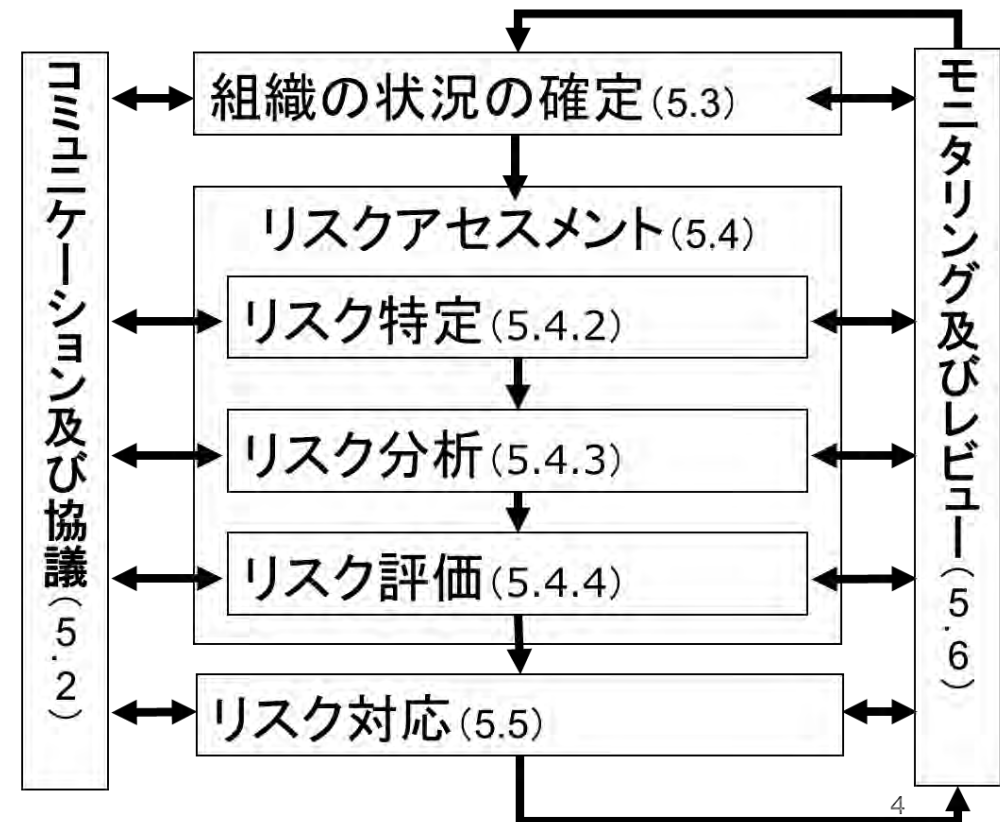 コミュニケーション及び協議（5.2）
組織の状況の確定（5.3）
リスクアセスメント（5.4）
リスク特定（5.4.2）
リスク分析（5.4.3）
リスク評価（5.4.4）
リスク対応（5.5）
モニタリング及びレビュー（5.6）
4